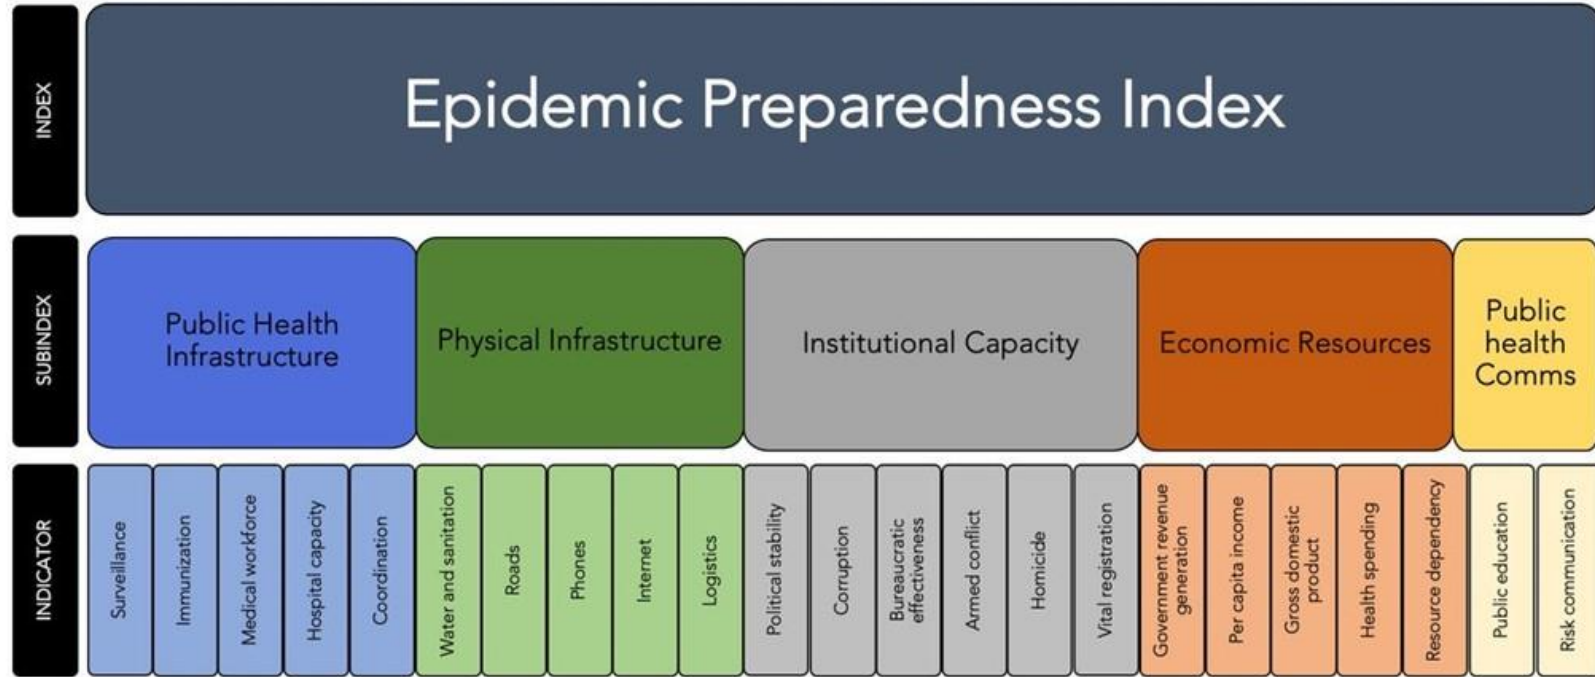 INDEX
Epidemic Preparedness Index
SUBINDEX
Public Health
Infrastructure
Physical Infrastructure
Institutional Capacity
Economic Resources
Public
health
Comms
INDICATOR
Surveillance
Immunization
Medical workforce
Hospital capacity
Coordination
Water and sanitation
Roads
Phones
Internet
Logistics
Political stability
Corruption
Bureaucratic
effectiveness
Armed conflict
Homicide
Vital registration
Government revenue
generation
Per capita income
Gross domestic
product
Health spending
Resource dependency
Public education
Risk communication